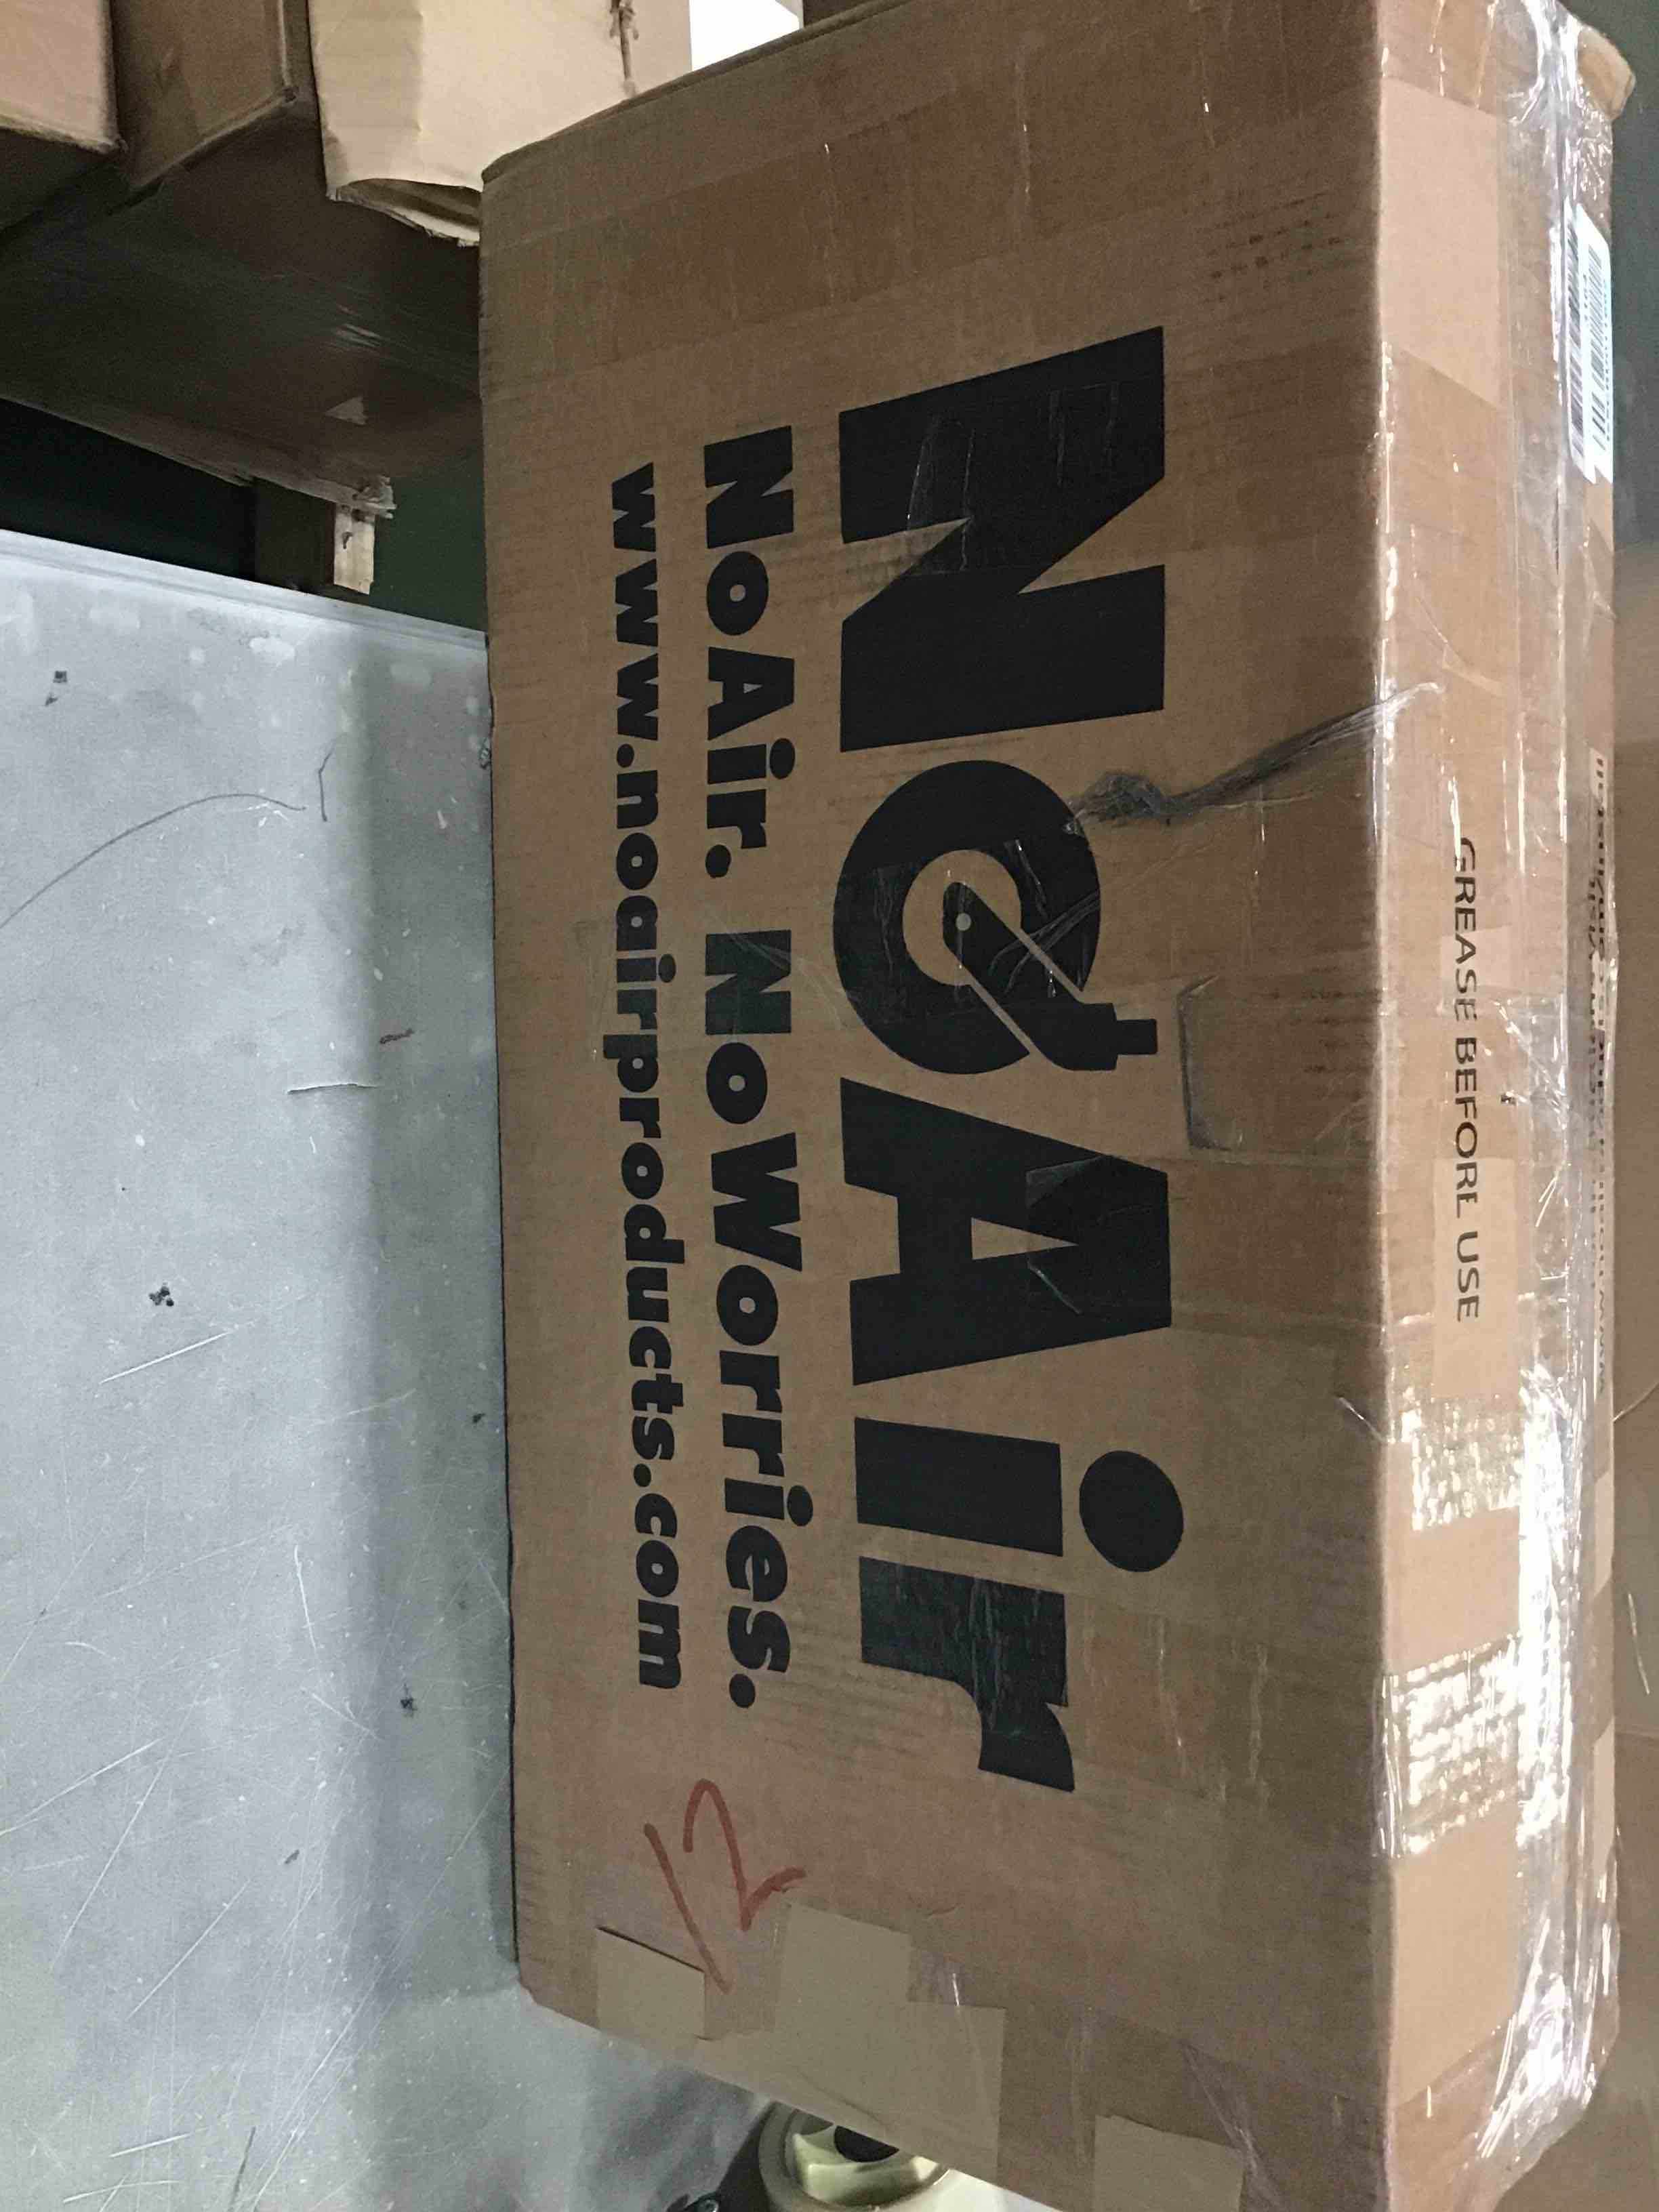 GREASE BEFORE USE
NoAir
NoAir. NoWorries.
www.noairproducts.com
12